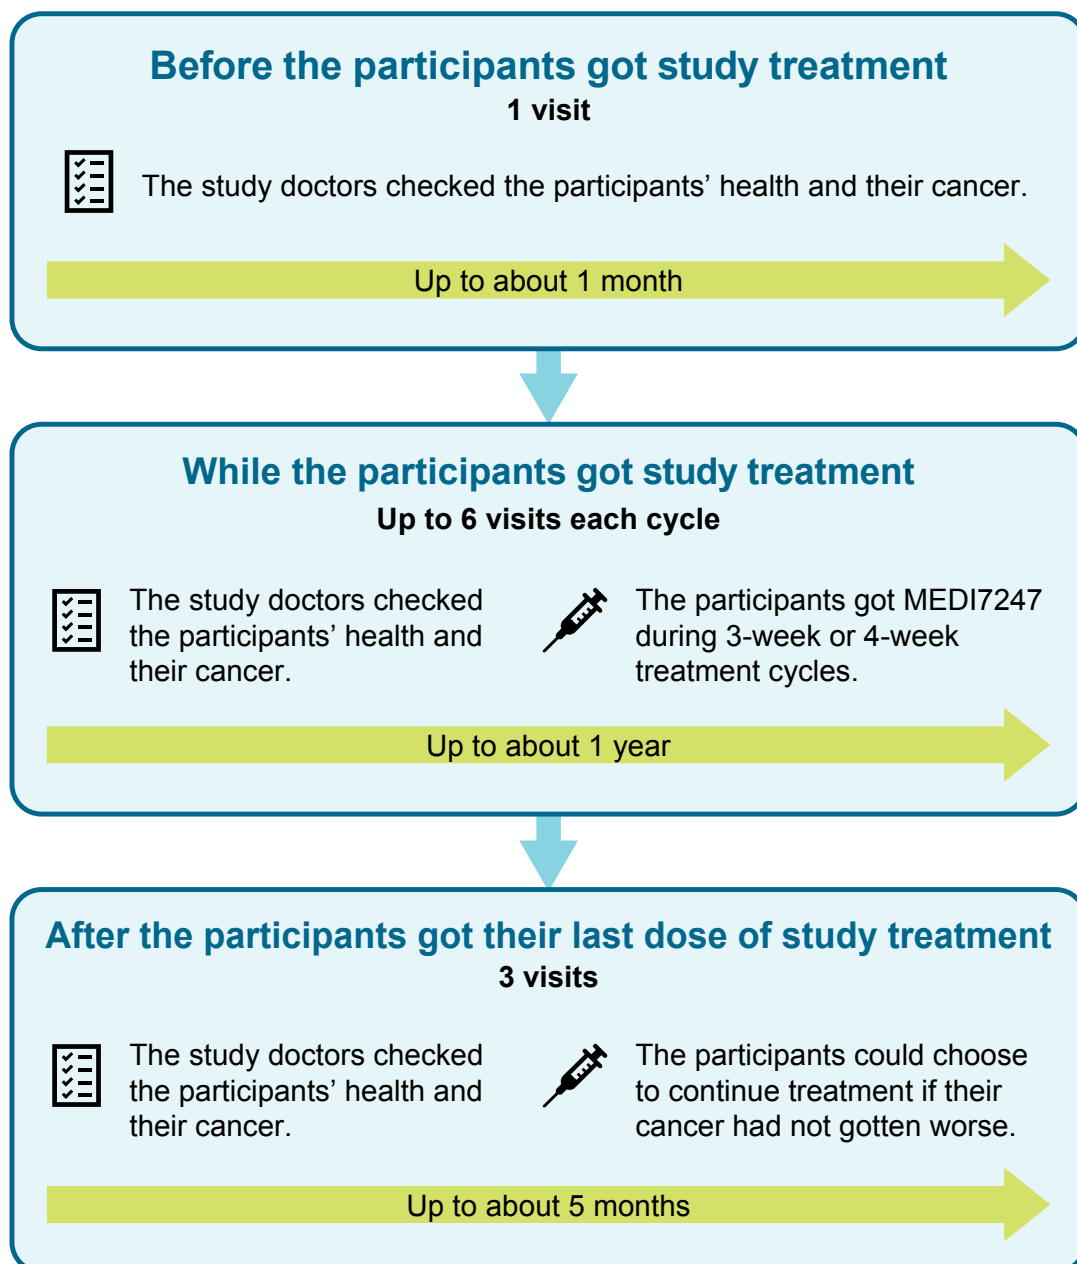 Before the participants got study treatment
1 visit
The study doctors checked the participants’ health and their cancer.
Up to about 1 month
While the participants got study treatment
Up to 6 visits each cycle
The study doctors checked
the participants’ health and
their cancer.
The participants got MEDI7247
during 3-week or 4-week
treatment cycles.
Up to about 1 year
After the participants got their last dose of study treatment
3 visits
The study doctors checked
the participants’ health and
their cancer.
The participants could choose
to continue treatment if their
cancer had not gotten worse.
Up to about 5 months